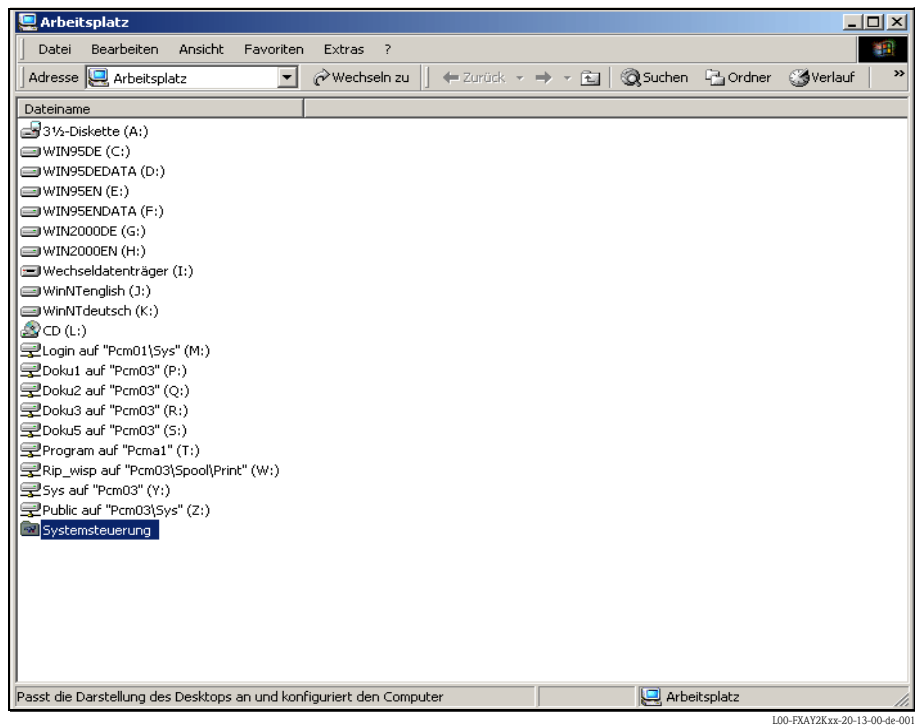 Arbeitsplatz
Datei Bearbeiten Ansicht Favoriten Extras ?
Adresse Arbeitsplatz Wechseln zu Zurück Suchen Ordner Verlauf »
Dateiname
3½-Diskette (A:)
WIN95DE (C:)
WIN95DEDATA (D:)
WIN95EN (E:)
WIN95ENDATA (F:)
WIN2000DE (G:)
WIN2000EN (H:)
Wechseldatenträger (I:)
WinNTenglish (J:)
WinNTdeutsch (K:)
CD (L:)
Login auf "Pcm01\Sys" (M:)
Doku1 auf "Pcm03" (P:)
Doku2 auf "Pcm03" (Q:)
Doku3 auf "Pcm03" (R:)
Doku5 auf "Pcm03" (S:)
Program auf "Pcma1" (T:)
Rip_wisp auf "Pcm03\Spool\Print" (W:)
Sys auf "Pcm03" (Y:)
Public auf "Pcm03\Sys" (Z:)
Systemsteuerung
Passt die Darstellung des Desktops an und konfiguriert den Computer Arbeitsplatz
L00-FXAY2Kxx-20-13-00-de-001